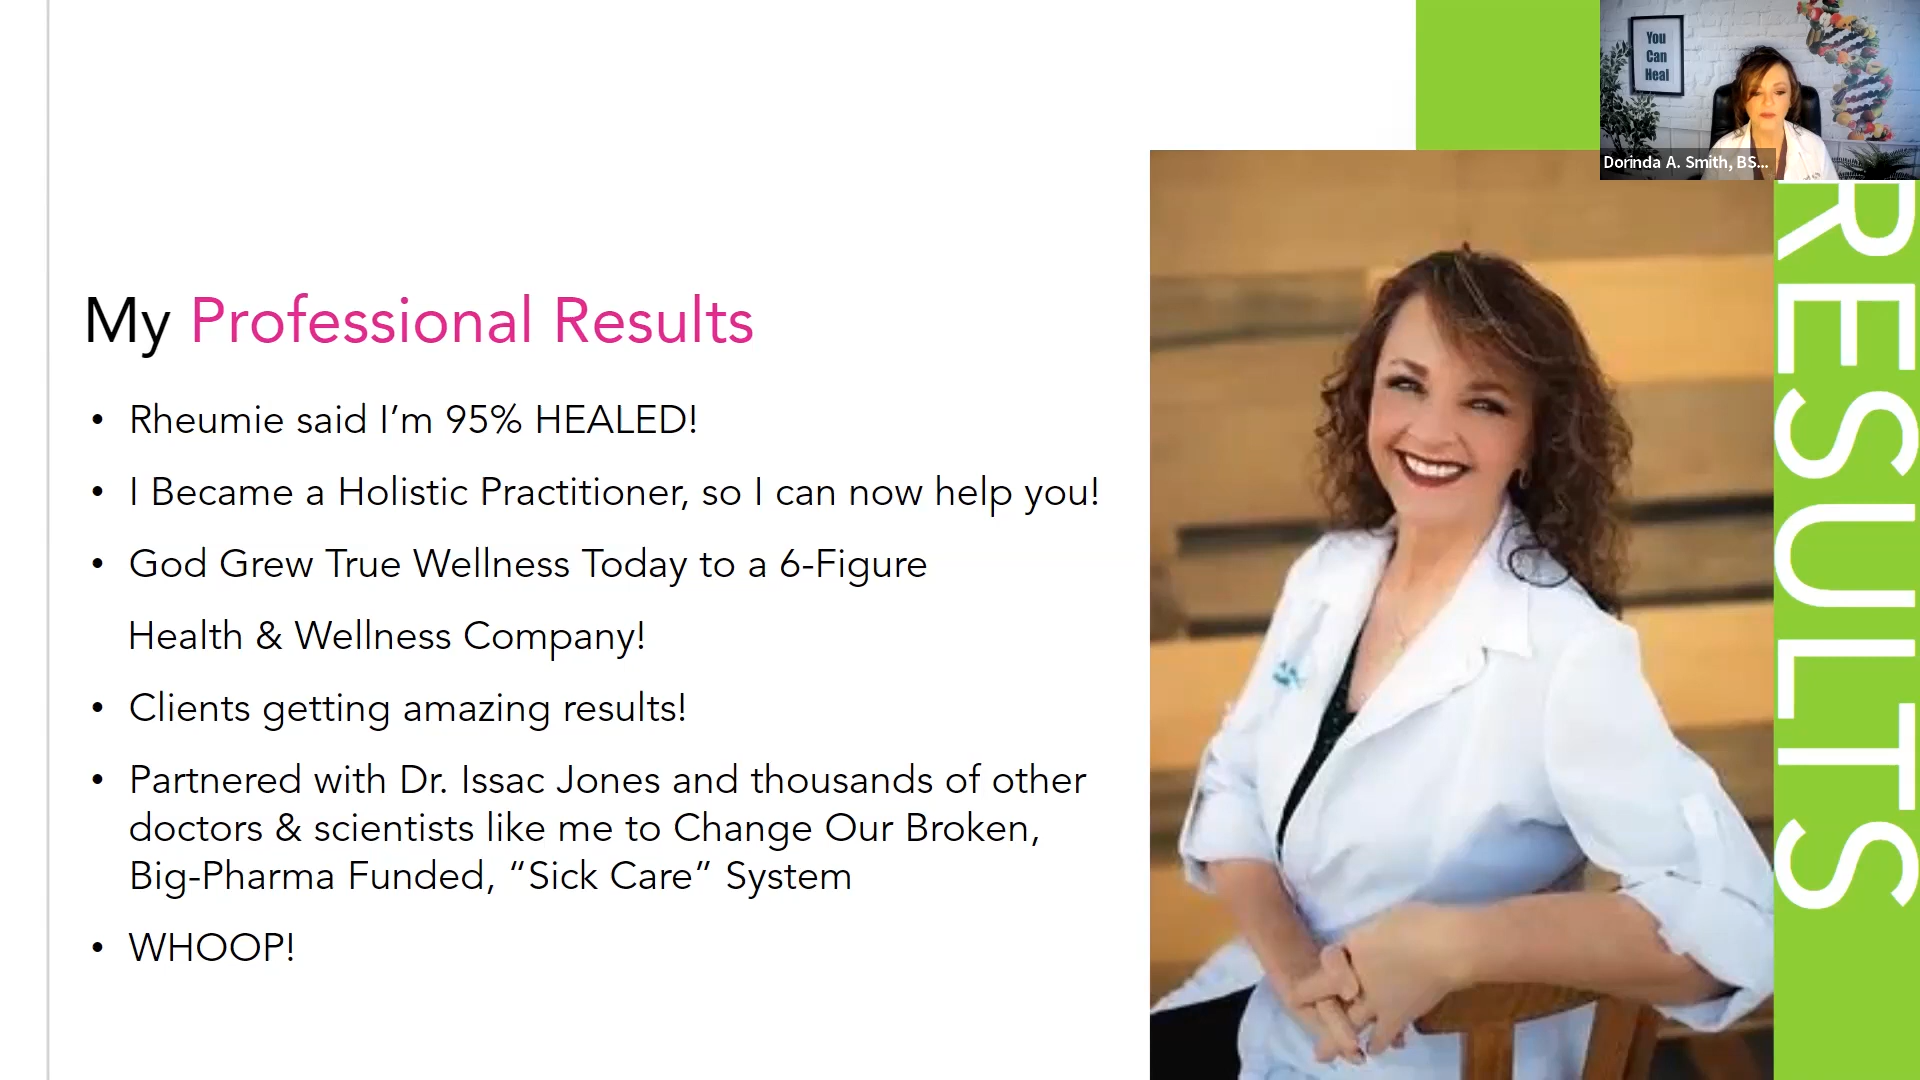 You
Can
Heal
Dorinda A. Smith, BS...
RESULTS
My Professional Results
• Rheumie said I’m 95% HEALED!
• I Became a Holistic Practitioner, so I can now help you!
• God Grew True Wellness Today to a 6-Figure
Health & Wellness Company!
• Clients getting amazing results!
• Partnered with Dr. Issac Jones and thousands of other
doctors & scientists like me to Change Our Broken,
Big-Pharma Funded, “Sick Care” System
• WHOOP!